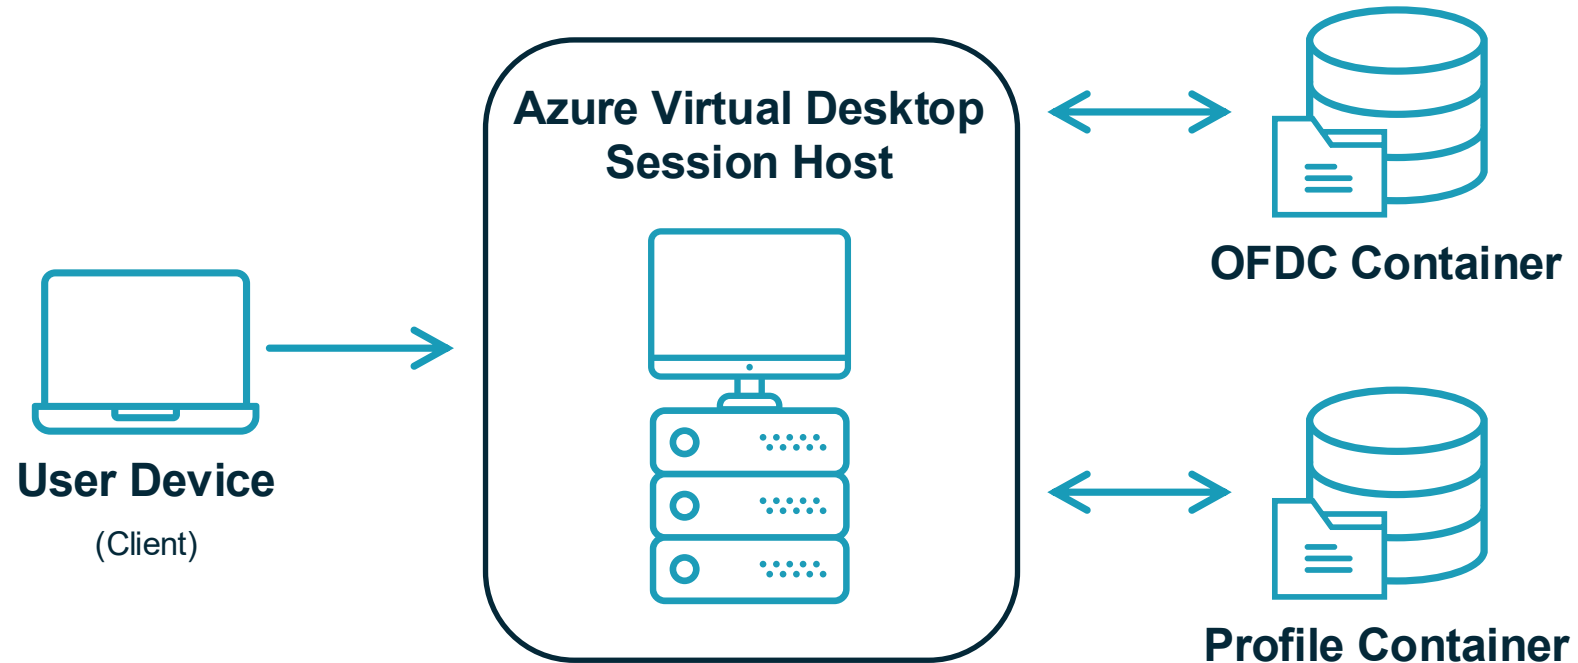 Azure Virtual Desktop
Session Host
User Device
(Client)
OFDC Container
Profile Container